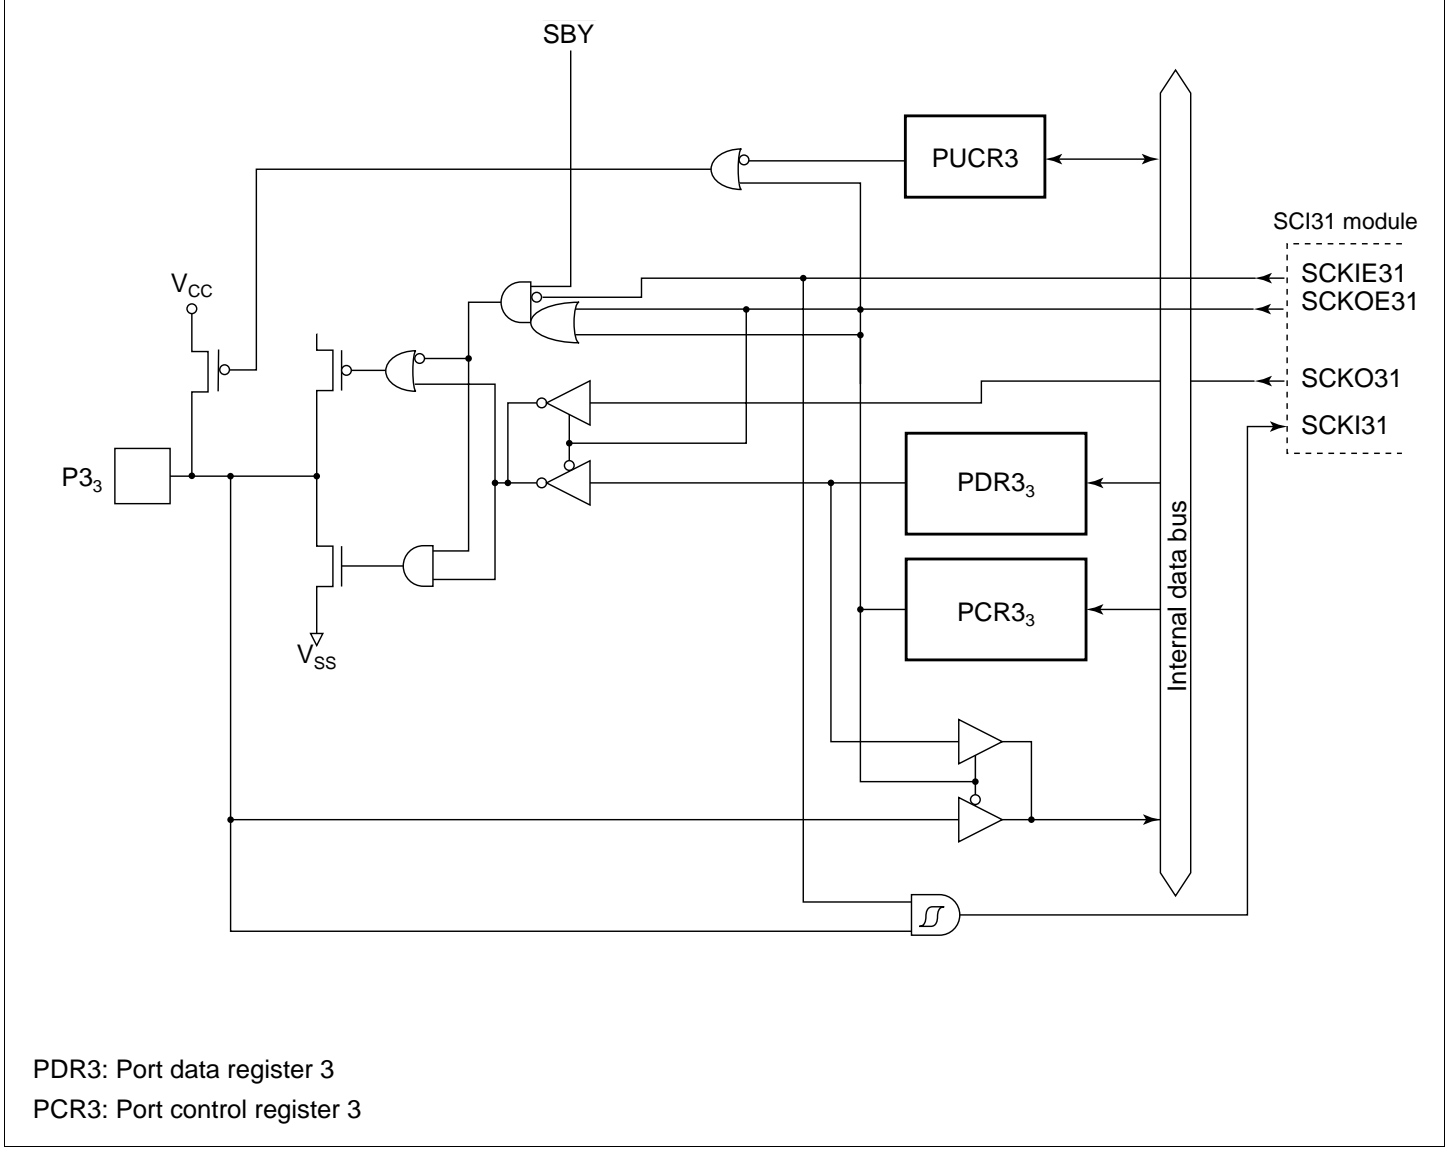 SBY
PUCR3
SCI31 module
SCKIE31
VCC
SCKOE31
SCKO31
SCKI31
P33
PDR33
Internal data bus
PCR33
VSS
PDR3: Port data register 3
PCR3: Port control register 3